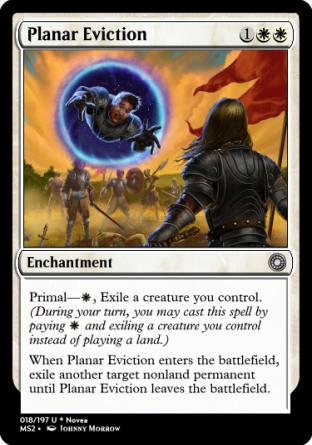 Planar Eviction 1
Enchantment
Primal—, Exile a creature you control.
(During your turn, you may cast this spell by
paying and exiling a creature you control
instead of playing a land.)
When Planar Eviction enters the battlefield,
exile another target nonland permanent
until Planar Eviction leaves the battlefield.
018/197 U * Novea
MS2 • Johnny Morrow